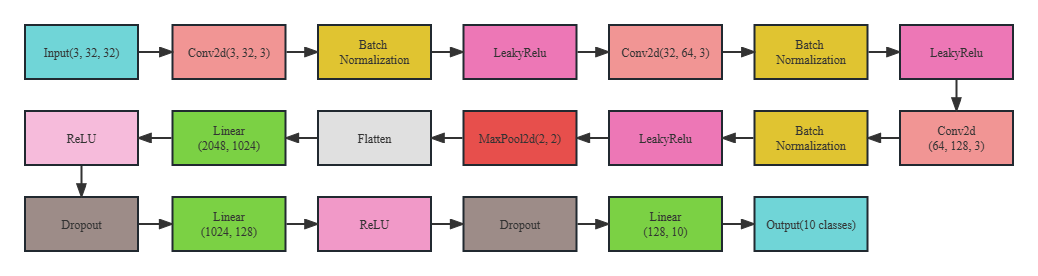 Input(3, 32, 32)
Conv2d(3, 32, 3)
Batch
Normalization
LeakyRelu
Conv2d(32, 64, 3)
Batch
Normalization
LeakyRelu
Conv2d
(64, 128, 3)
Batch
Normalization
LeakyRelu
MaxPool2d(2, 2)
Flatten
Linear
(2048, 1024)
ReLU
Dropout
Linear
(1024, 128)
ReLU
Dropout
Linear
(128, 10)
Output(10 classes)